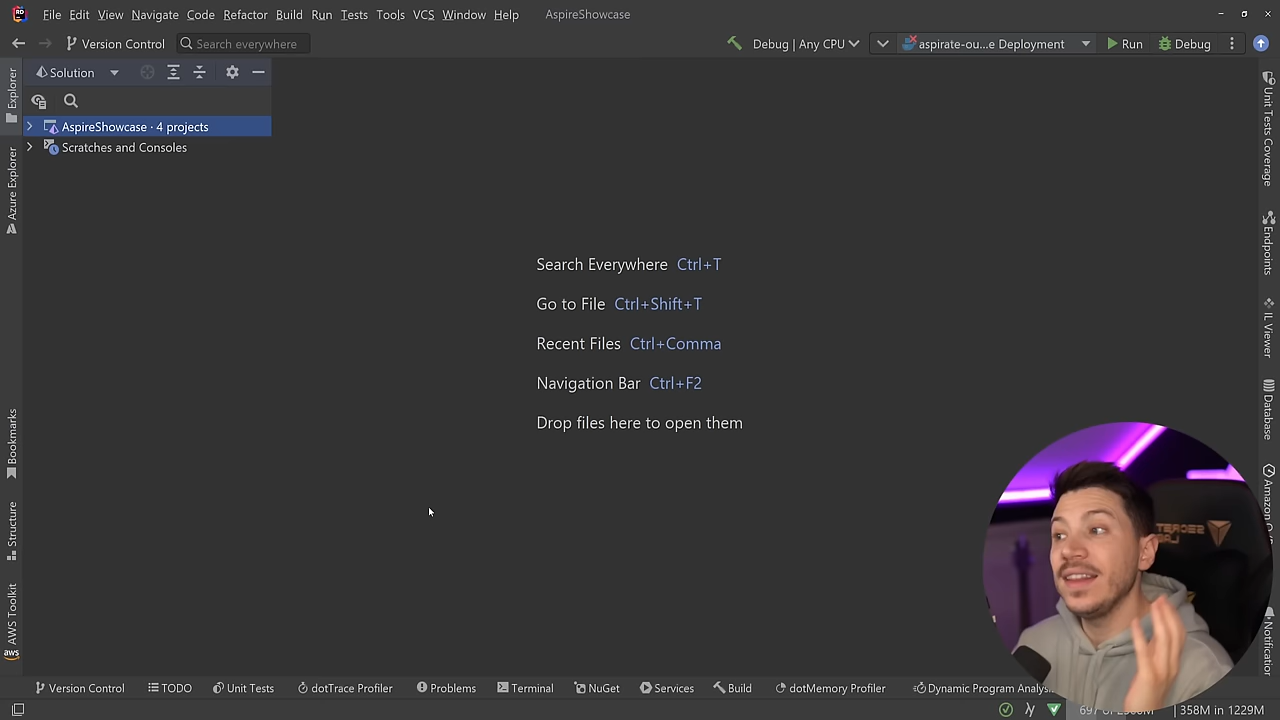 File Edit View Navigate Code Refactor Build Run Tests Tools VCS Window Help AspireShowcase
Version Control Search everywhere Debug | Any CPU aspirate-ou...e Deployment Run Debug
Solution
AspireShowcase · 4 projects
Scratches and Consoles
Explorer
Azure Explorer
Bookmarks
Structure
AWS Toolkit
aws
Search Everywhere Ctrl+T
Go to File Ctrl+Shift+T
Recent Files Ctrl+Comma
Navigation Bar Ctrl+F2
Drop files here to open them
Unit Tests Coverage
Endpoints
IL Viewer
Database
Amazon
Version Control TODO Unit Tests dotTrace Profiler Problems Terminal NuGet Services Build dotMemory Profiler Dynamic Program
358M in 1229M